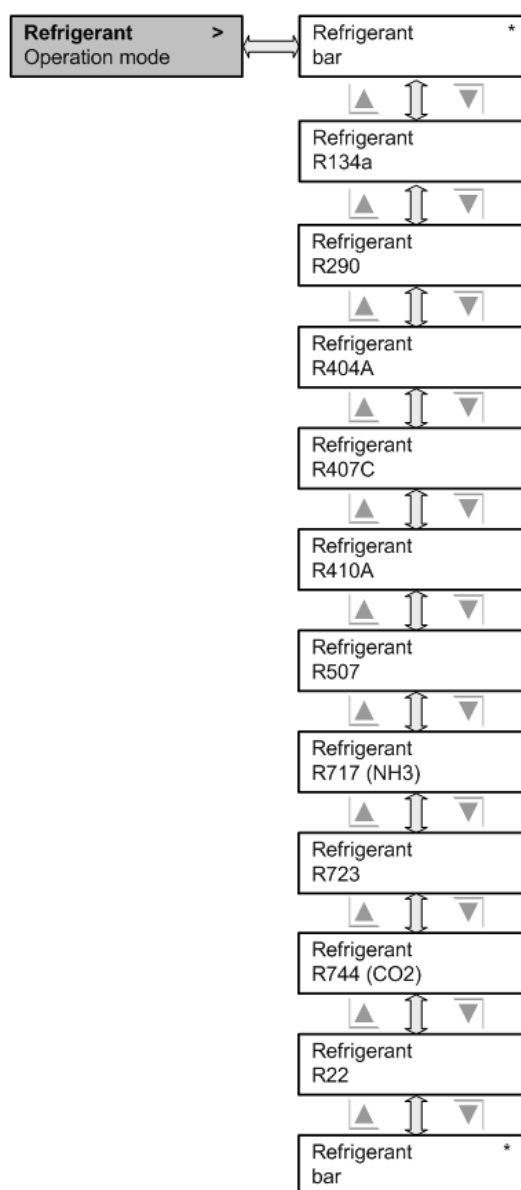 Refrigerant >
Operation mode
Refrigerant *
bar
Refrigerant
R134a
Refrigerant
R290
Refrigerant
R404A
Refrigerant
R407C
Refrigerant
R410A
Refrigerant
R507
Refrigerant
R717 (NH3)
Refrigerant
R723
Refrigerant
R744 (CO2)
Refrigerant
R22
Refrigerant *
bar